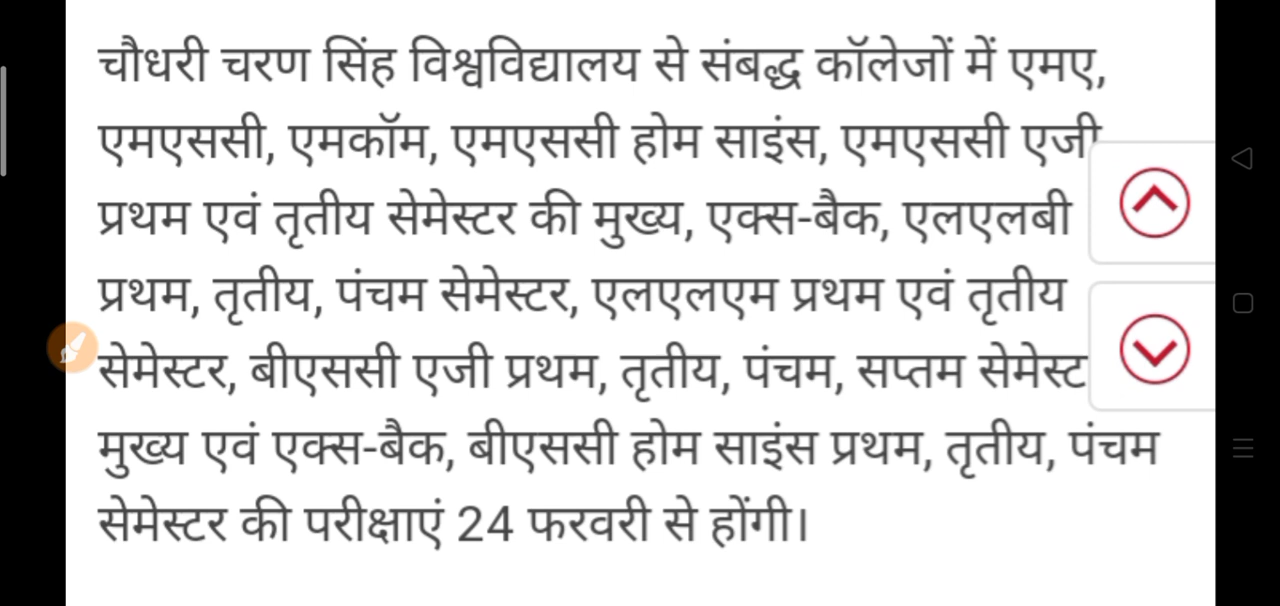 चौधरी चरण सिंह विश्वविद्यालय से संबद्ध कॉलेजों में एमए,
एमएससी, एमकॉम, एमएससी होम साइंस, एमएससी एजी
प्रथम एवं तृतीय सेमेस्टर की मुख्य, एक्स-बैक, एलएलबी
प्रथम, तृतीय, पंचम सेमेस्टर, एलएलएम प्रथम एवं तृतीय
सेमेस्टर, बीएससी एजी प्रथम, तृतीय, पंचम, सप्तम सेमेस्ट
मुख्य एवं एक्स-बैक, बीएससी होम साइंस प्रथम, तृतीय, पंचम
सेमेस्टर की परीक्षाएं 24 फरवरी से होंगी।